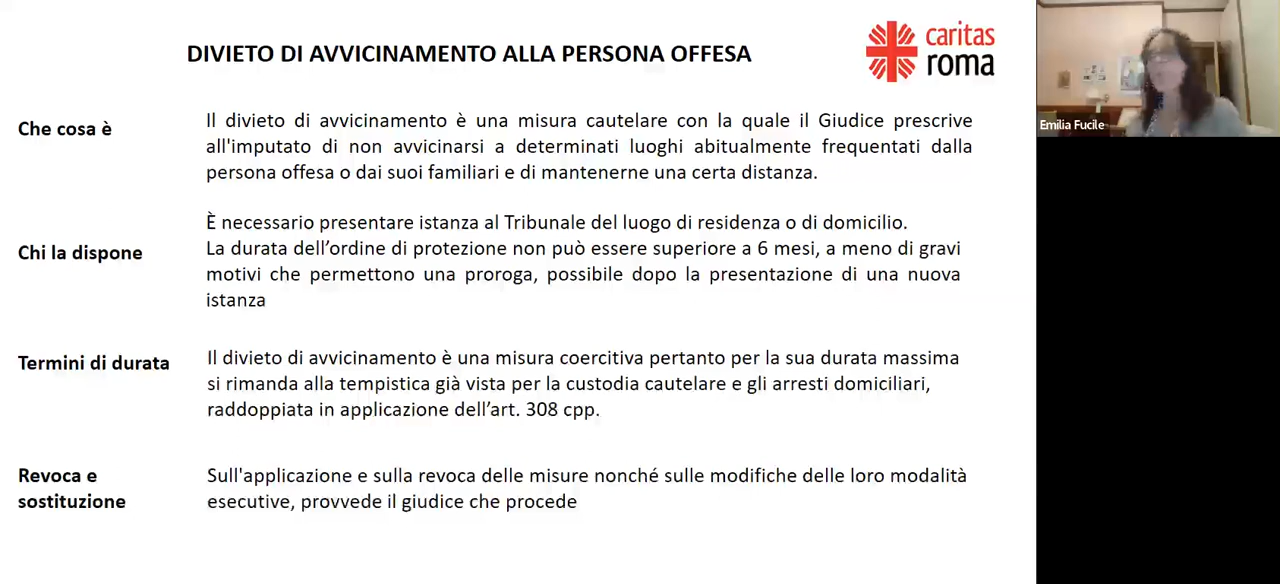 DIVIETO DI AVVICINAMENTO ALLA PERSONA OFFESA
caritas
roma
Emilia Fucile
Che cosa è
Il divieto di avvicinamento è una misura cautelare con la quale il Giudice prescrive
all'imputato di non avvicinarsi a determinati luoghi abitualmente frequentati dalla
persona offesa o dai suoi familiari e di mantenerne una certa distanza.
Chi la dispone
È necessario presentare istanza al Tribunale del luogo di residenza o di domicilio.
La durata dell’ordine di protezione non può essere superiore a 6 mesi, a meno di gravi
motivi che permettono una proroga, possibile dopo la presentazione di una nuova
istanza
Termini di durata
Il divieto di avvicinamento è una misura coercitiva pertanto per la sua durata massima
si rimanda alla tempistica già vista per la custodia cautelare e gli arresti domiciliari,
raddoppiata in applicazione dell’art. 308 cpp.
Revoca e
sostituzione
Sull'applicazione e sulla revoca delle misure nonché sulle modifiche delle loro modalità
esecutive, provvede il giudice che procede